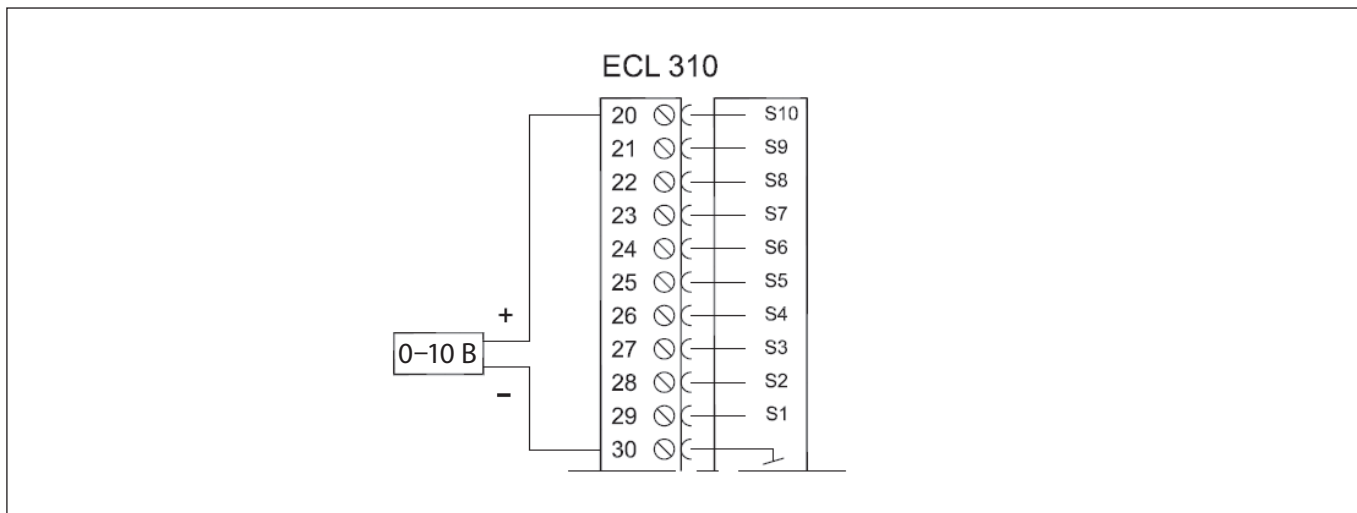 ECL 310
20 S10
21 S9
22 S8
23 S7
24 S6
25 S5
+
26 S4
0–10 В
27 S3
–
28 S2
29 S1
30